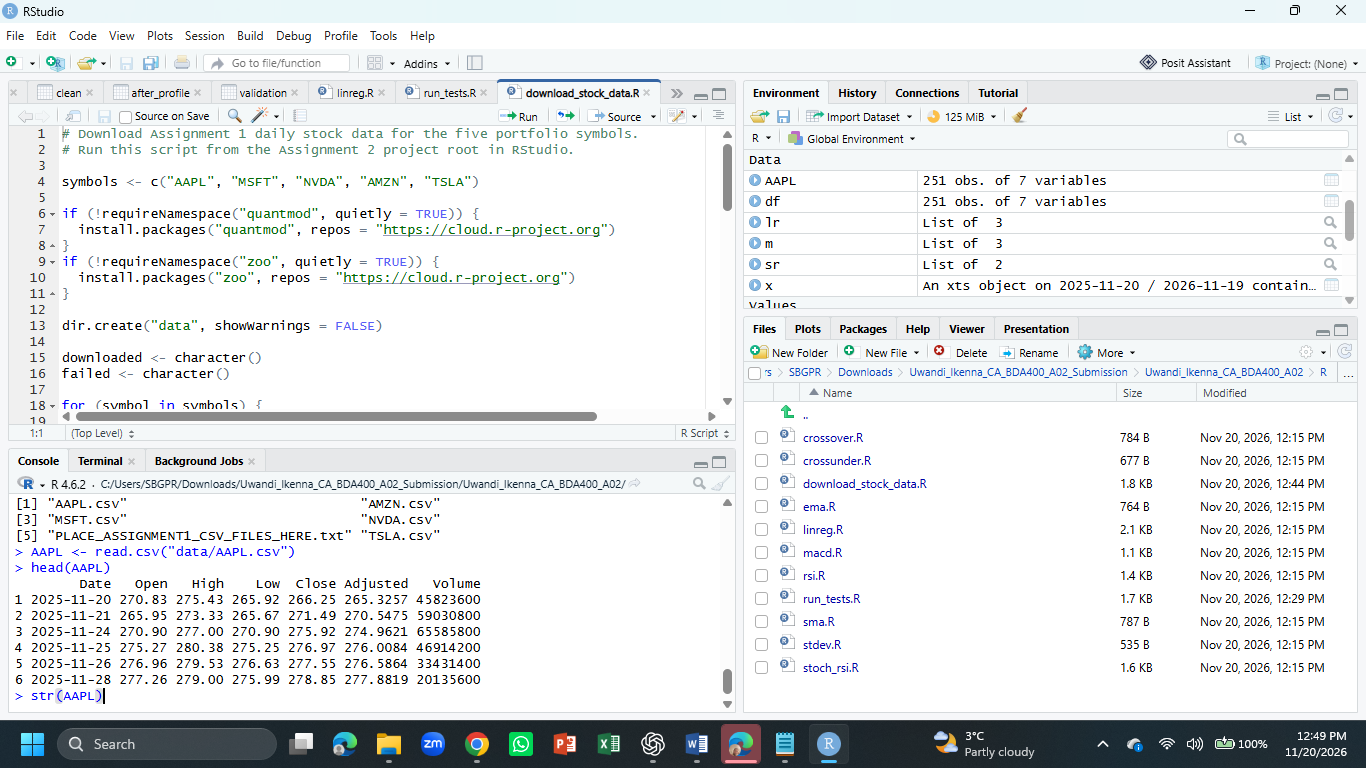 RStudio
File Edit Code View Plots Session Build Debug Profile Tools Help
Go to file/function Addins Posit Assistant Project: (None)
clean after_profile validation linreg.R run_tests.R download_stock_data.R
Source on Save Run Source
1 # Download Assignment 1 daily stock data for the five portfolio symbols.
2 # Run this script from the Assignment 2 project root in RStudio.
3
4 symbols <- c("AAPL", "MSFT", "NVDA", "AMZN", "TSLA")
5
6 if (!requireNamespace("quantmod", quietly = TRUE)) {
7 install.packages("quantmod", repos = "https://cloud.r-project.org")
8 }
9 if (!requireNamespace("zoo", quietly = TRUE)) {
10 install.packages("zoo", repos = "https://cloud.r-project.org")
11 }
12
13 dir.create("data", showWarnings = FALSE)
14
15 downloaded <- character()
16 failed <- character()
17
18 for (symbol in symbols) {
19
1:1 (Top Level) R Script
Console Terminal Background Jobs
R 4.6.2 · C:/Users/SBGPR/Downloads/Uwandi_Ikenna_CA_BDA400_A02_Submission/Uwandi_Ikenna_CA_BDA400_A02/
[1] "AAPL.csv" "AMZN.csv"
[3] "MSFT.csv" "NVDA.csv"
[5] "PLACE_ASSIGNMENT1_CSV_FILES_HERE.txt" "TSLA.csv"
> AAPL <- read.csv("data/AAPL.csv")
> head(AAPL)
Date Open High Low Close Adjusted Volume
1 2025-11-20 270.83 275.43 265.92 266.25 265.3257 45823600
2 2025-11-21 265.95 273.33 265.67 271.49 270.5475 59030800
3 2025-11-24 270.90 277.00 270.90 275.92 274.9621 65585800
4 2025-11-25 275.27 280.38 275.25 276.97 276.0084 46914200
5 2025-11-26 276.96 279.53 276.63 277.55 276.5864 33431400
6 2025-11-28 277.26 279.00 275.99 278.85 277.8819 20135600
> str(AAPL)
Environment History Connections Tutorial
Import Dataset 125 MiB List
R Global Environment
Data
AAPL 251 obs. of 7 variables
df 251 obs. of 7 variables
lr List of 3
m List of 3
sr List of 2
x An xts object on 2025-11-20 / 2026-11-19 contain...
Values
Files Plots Packages Help Viewer Presentation
New Folder New File Delete Rename More
rs SBGPR Downloads Uwandi_Ikenna_CA_BDA400_A02_Submission Uwandi_Ikenna_CA_BDA400_A02 R ...
Name Size Modified
..
crossover.R 784 B Nov 20, 2026, 12:15 PM
crossunder.R 677 B Nov 20, 2026, 12:15 PM
download_stock_data.R 1.8 KB Nov 20, 2026, 12:44 PM
ema.R 764 B Nov 20, 2026, 12:15 PM
linreg.R 2.1 KB Nov 20, 2026, 12:15 PM
macd.R 1.1 KB Nov 20, 2026, 12:15 PM
rsi.R 1.4 KB Nov 20, 2026, 12:15 PM
run_tests.R 1.7 KB Nov 20, 2026, 12:29 PM
sma.R 787 B Nov 20, 2026, 12:15 PM
stdev.R 535 B Nov 20, 2026, 12:15 PM
stoch_rsi.R 1.6 KB Nov 20, 2026, 12:15 PM
Search zm 3°C 100% 12:49 PM
Partly cloudy 11/20/2026